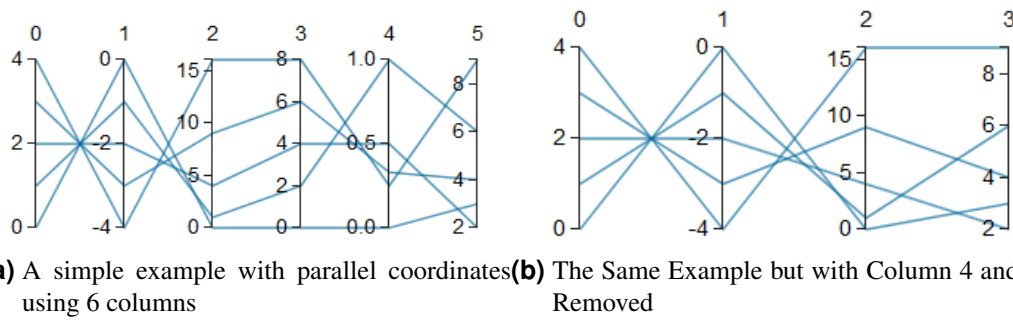 0 1 2 3 4 5
4 0 15 8 1.0 8
6
10 6
2 -2 4 0.5
5 2 4
0 -4 0 0 0.0 2
0 1 2 3
4 0 15
8
10 6
2 -2
5 4
0 -4 0 2
a) A simple example with parallel coordinates
using 6 columns
(b) The Same Example but with Column 4 and
Removed